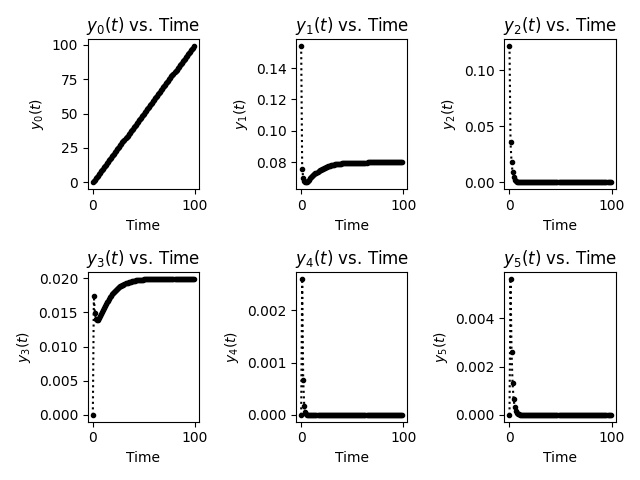 y₀(t) vs. Time
100
75
50
25
0
y₀(t)
0 100
Time
y₁(t) vs. Time
0.14
0.12
0.10
0.08
y₁(t)
0 100
Time
y₂(t) vs. Time
0.10
0.05
0.00
y₂(t)
0 100
Time
y₃(t) vs. Time
0.020
0.015
0.010
0.005
0.000
y₃(t)
0 100
Time
y₄(t) vs. Time
0.002
0.001
0.000
y₄(t)
0 100
Time
y₅(t) vs. Time
0.004
0.002
0.000
y₅(t)
0 100
Time